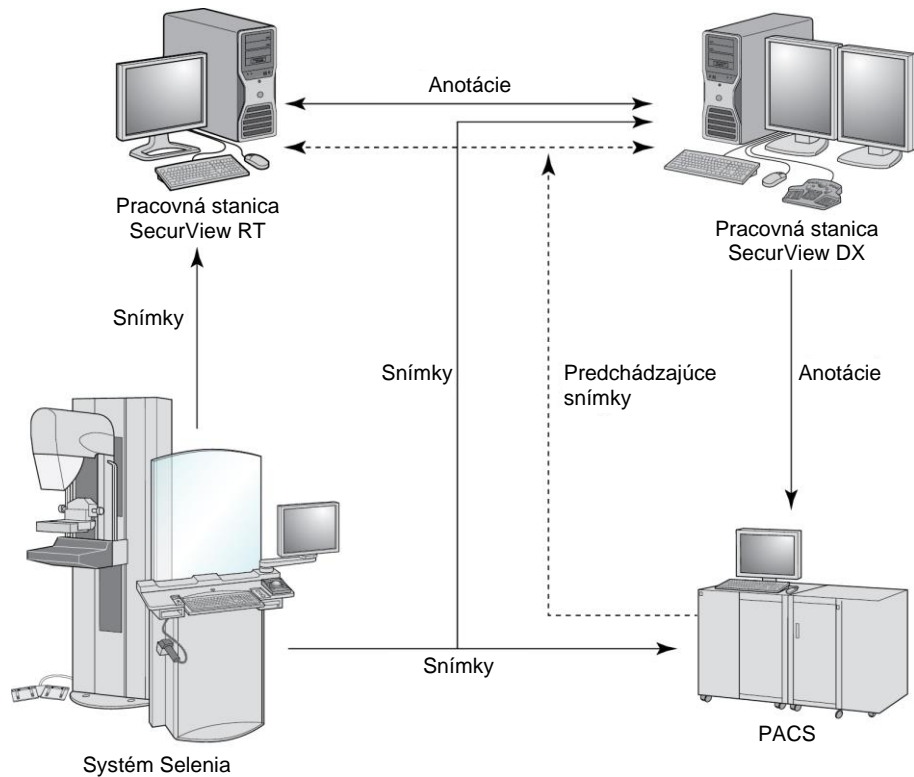 Anotácie
Pracovná stanica
SecurView RT
Pracovná stanica
SecurView DX
Snímky
Snímky
Predchádzajúce
snímky
Anotácie
Snímky
PACS
Systém Selenia